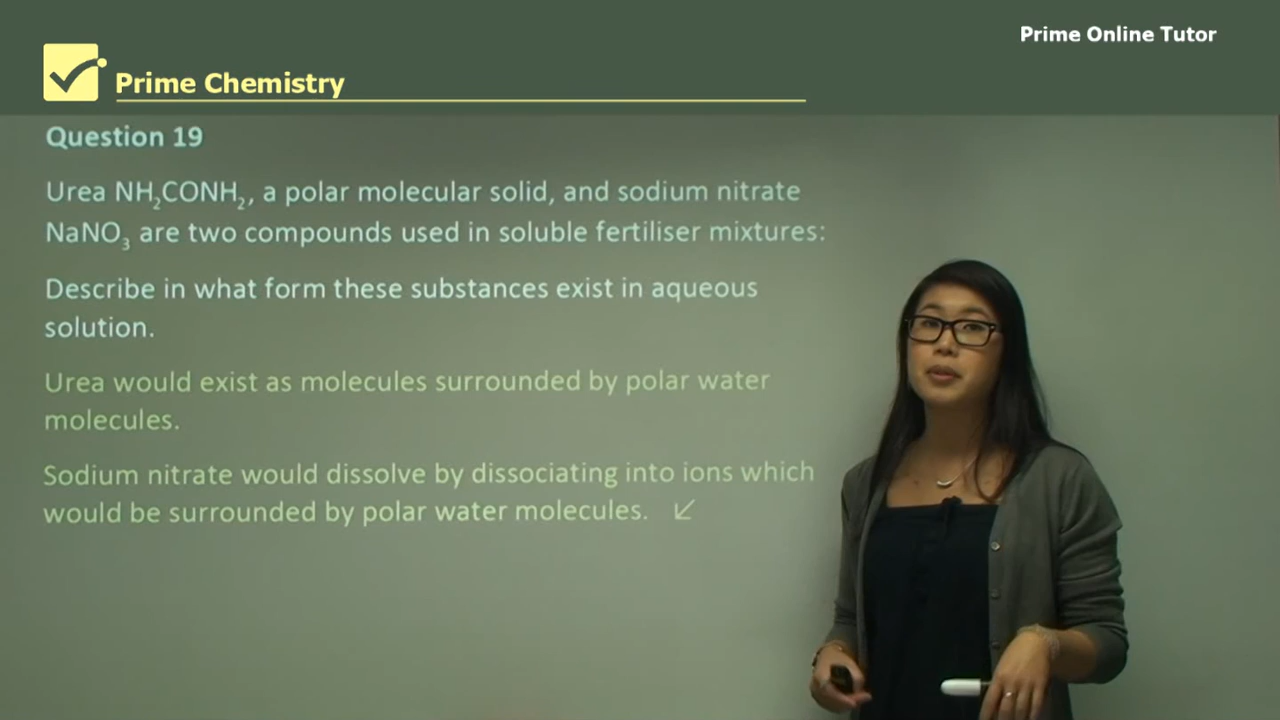 Prime Online Tutor
Prime Chemistry
Question 19
Urea NH₂CONH₂, a polar molecular solid, and sodium nitrate
NaNO₃ are two compounds used in soluble fertiliser mixtures:
Describe in what form these substances exist in aqueous
solution.
Urea would exist as molecules surrounded by polar water
molecules.
Sodium nitrate would dissolve by dissociating into ions which
would be surrounded by polar water molecules.